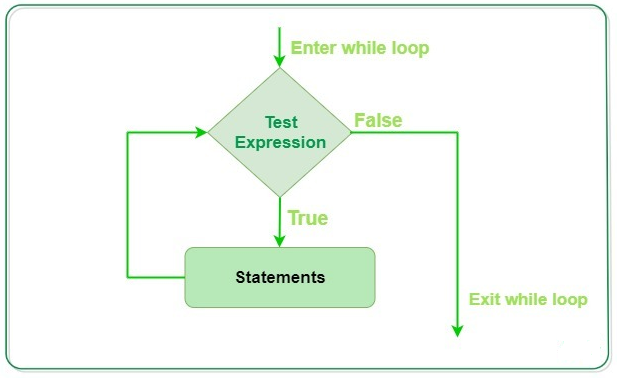 Enter while loop
Test
Expression
False
True
Statements
Exit while loop